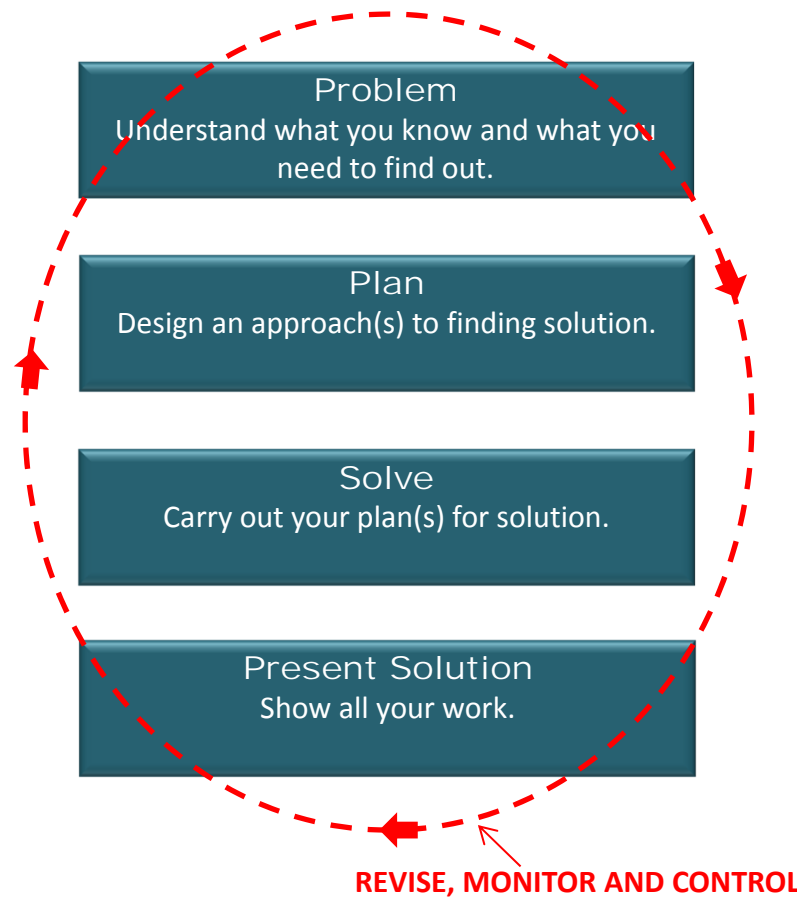 Problem
Understand what you know and what you
need to find out.
Plan
Design an approach(s) to finding solution.
Solve
Carry out your plan(s) for solution.
Present Solution
Show all your work.
REVISE, MONITOR AND CONTROL